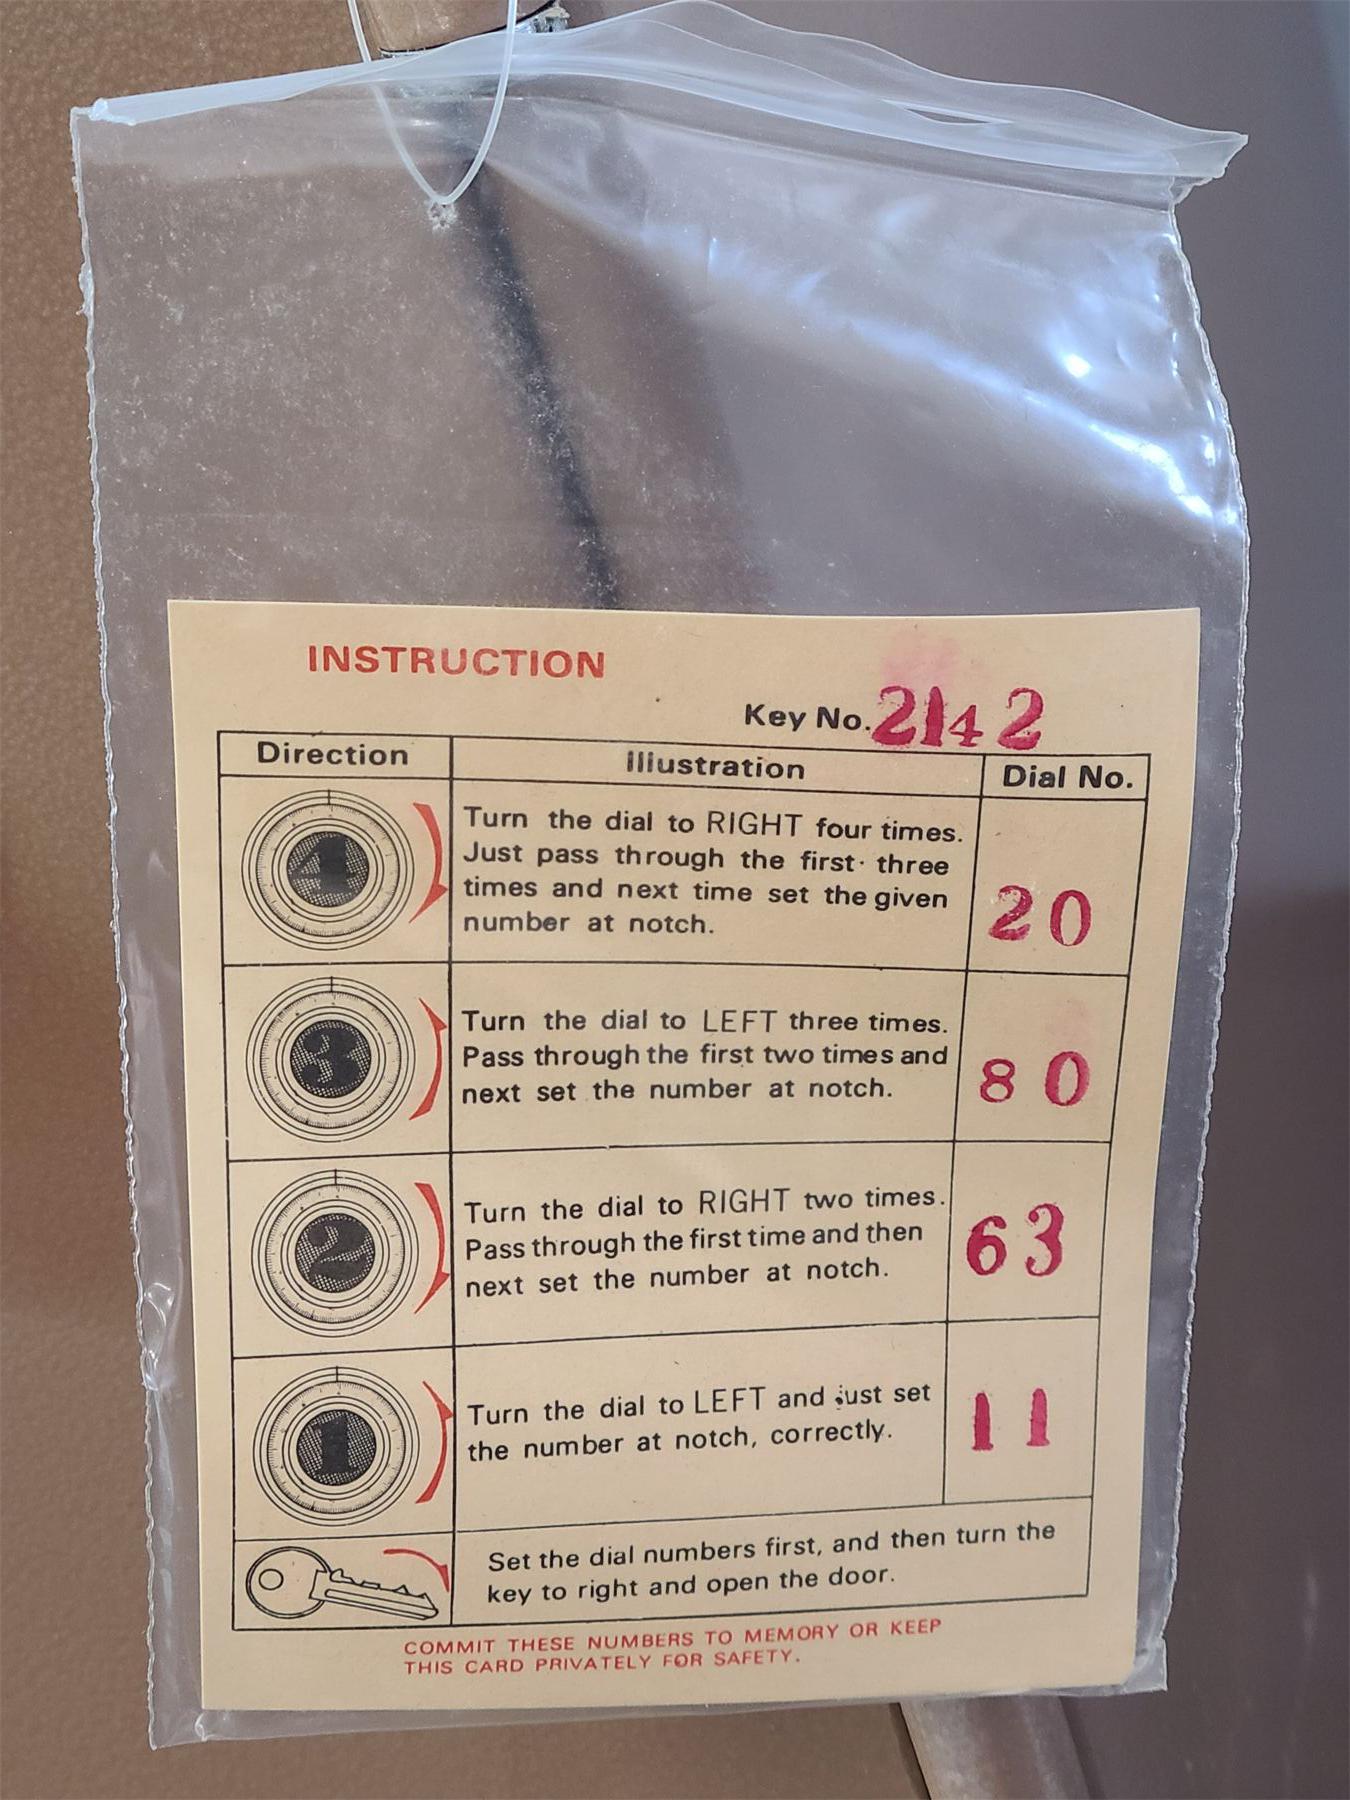 INSTRUCTION
Key No. 2142
Direction Illustration Dial No.
4
Turn the dial to RIGHT four times.
Just pass through the first three
times and next time set the given
number at notch.
20
3
Turn the dial to LEFT three times.
Pass through the first two times and
next set the number at notch.
80
2
Turn the dial to RIGHT two times.
Pass through the first time and then
next set the number at notch.
63
1
Turn the dial to LEFT and just set
the number at notch, correctly.
11
Set the dial numbers first, and then turn the
key to right and open the door.
COMMIT THESE NUMBERS TO MEMORY OR KEEP
THIS CARD PRIVATELY FOR SAFETY.